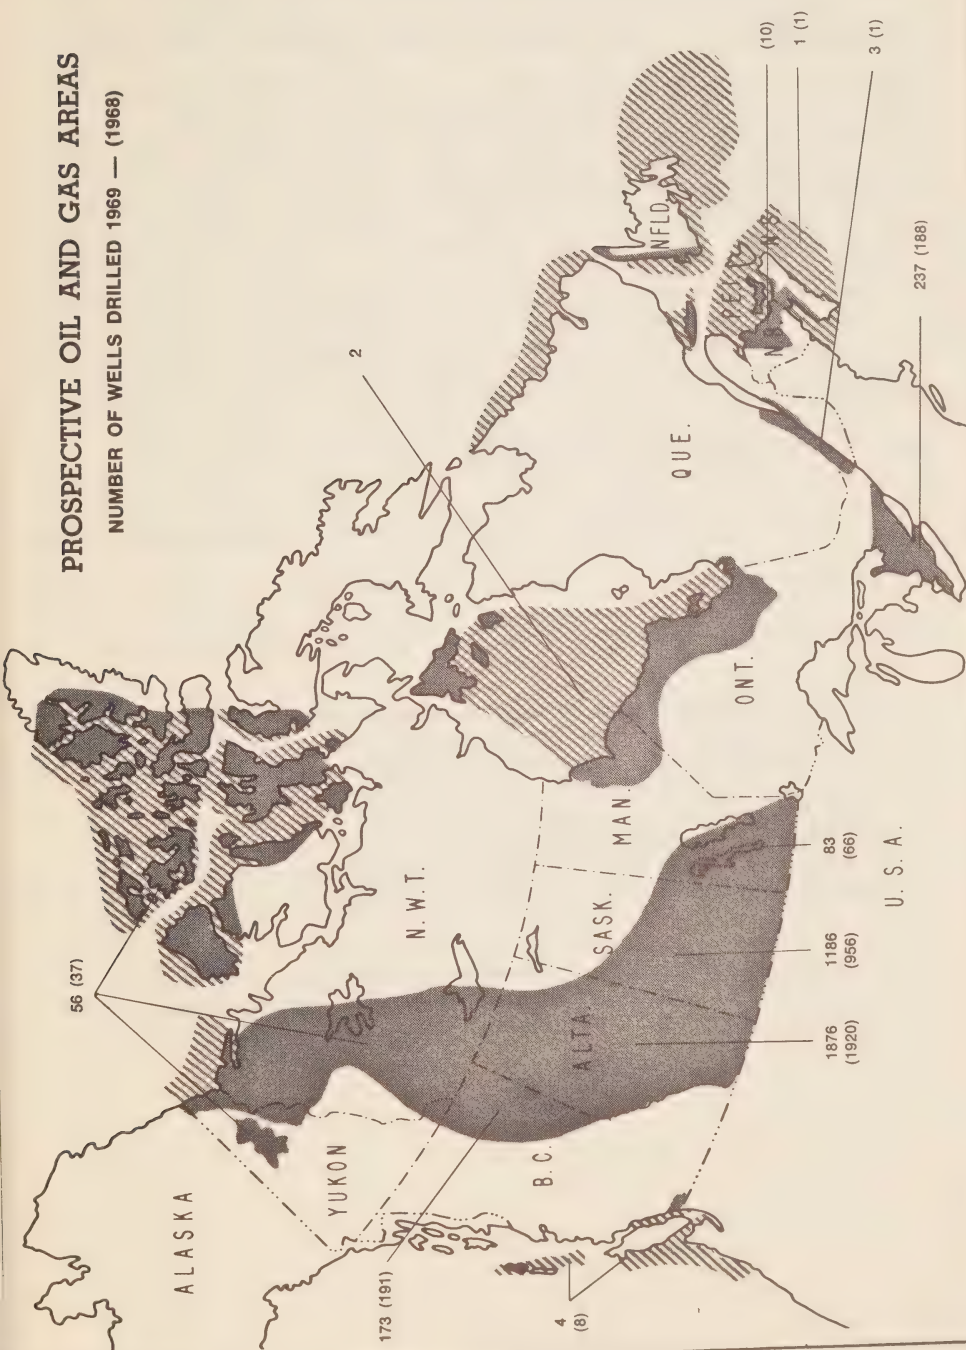 PROSPECTIVE OIL AND GAS AREAS
NUMBER OF WELLS DRILLED 1969 — (1968)
ALASKA
YUKON
N.W.T.
B.C.
ALTA.
SASK.
MAN.
ONT.
QUE.
NFLD.
P.E.I.
N.B.
N.S.
U.S.A.
56 (37)
2
173 (191)
4
(8)
1876
(1920)
1186
(956)
83
(66)
237 (188)
3 (1)
1 (1)
(10)